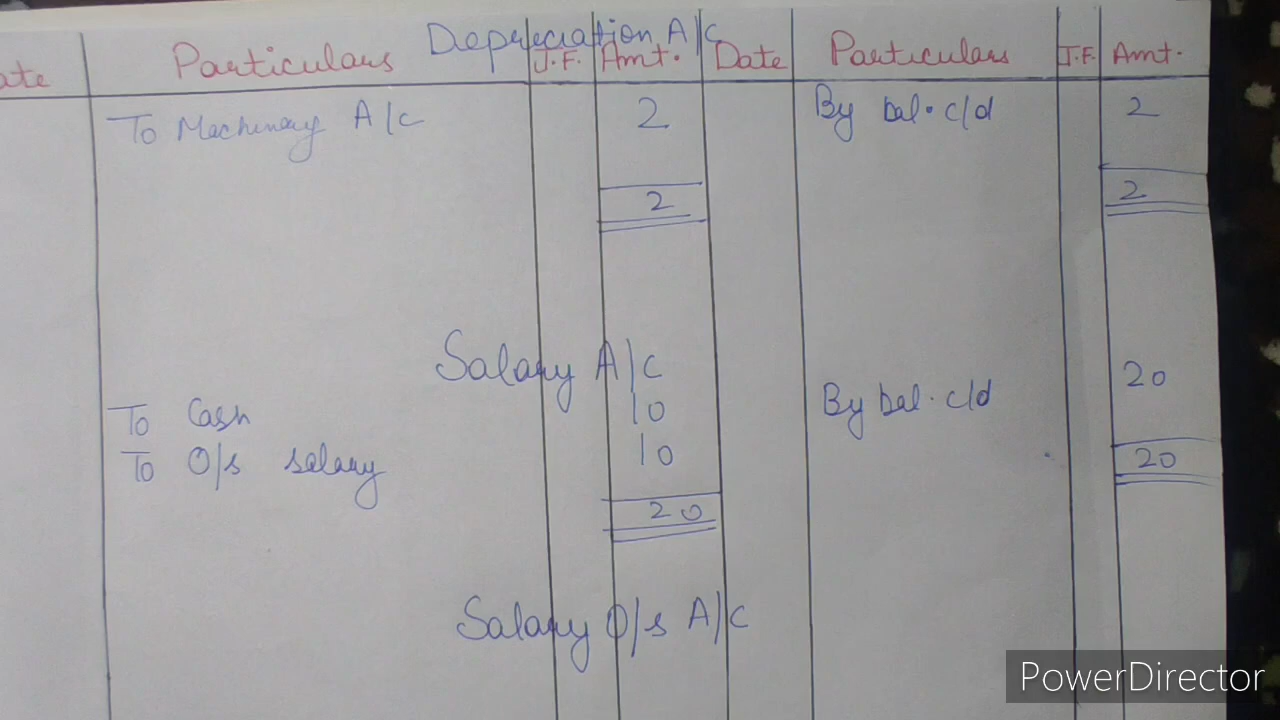 Depreciation A/c
ate Particulars J.F. Amt. Date Particulars J.F. Amt.
To Machinery A/c 2 By bal. c/d 2
2 2
Salary A/c
To Cash 10 By bal. c/d 20
To O/s salary 10
20 20
Salary O/s A/c
PowerDirector